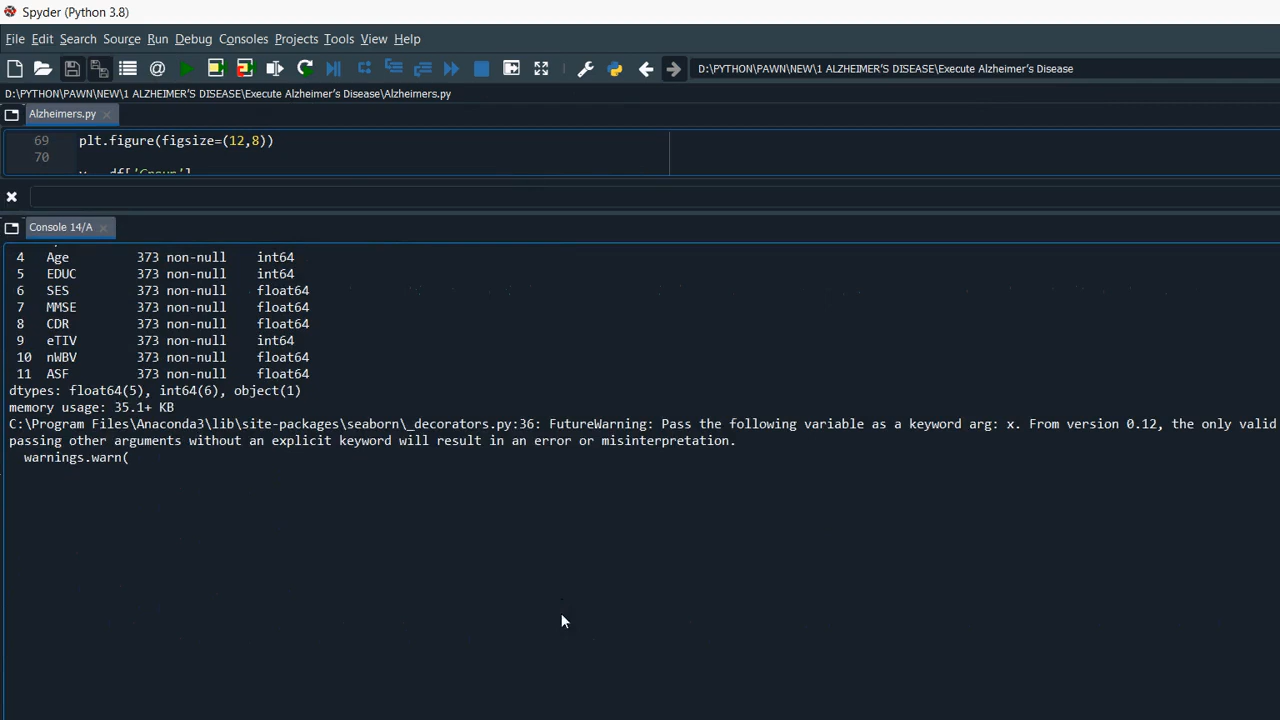 Spyder (Python 3.8)
File Edit Search Source Run Debug Consoles Projects Tools View Help
D:\PYTHON\PAWN\NEW\1 ALZHEIMER'S DISEASE\Execute Alzheimer's Disease
D:\PYTHON\PAWN\NEW\1 ALZHEIMER'S DISEASE\Execute Alzheimer's Disease\Alzheimers.py
Alzheimers.py
69 plt.figure(figsize=(12,8))
70
df['Group']
Console 14/A
4 Age 373 non-null int64
5 EDUC 373 non-null int64
6 SES 373 non-null float64
7 MMSE 373 non-null float64
8 CDR 373 non-null float64
9 eTIV 373 non-null int64
10 nWBV 373 non-null float64
11 ASF 373 non-null float64
dtypes: float64(5), int64(6), object(1)
memory usage: 35.1+ KB
C:\Program Files\Anaconda3\lib\site-packages\seaborn\_decorators.py:36: FutureWarning: Pass the following variable as a keyword arg: x. From version 0.12, the only valid
passing other arguments without an explicit keyword will result in an error or misinterpretation.
warnings.warn(